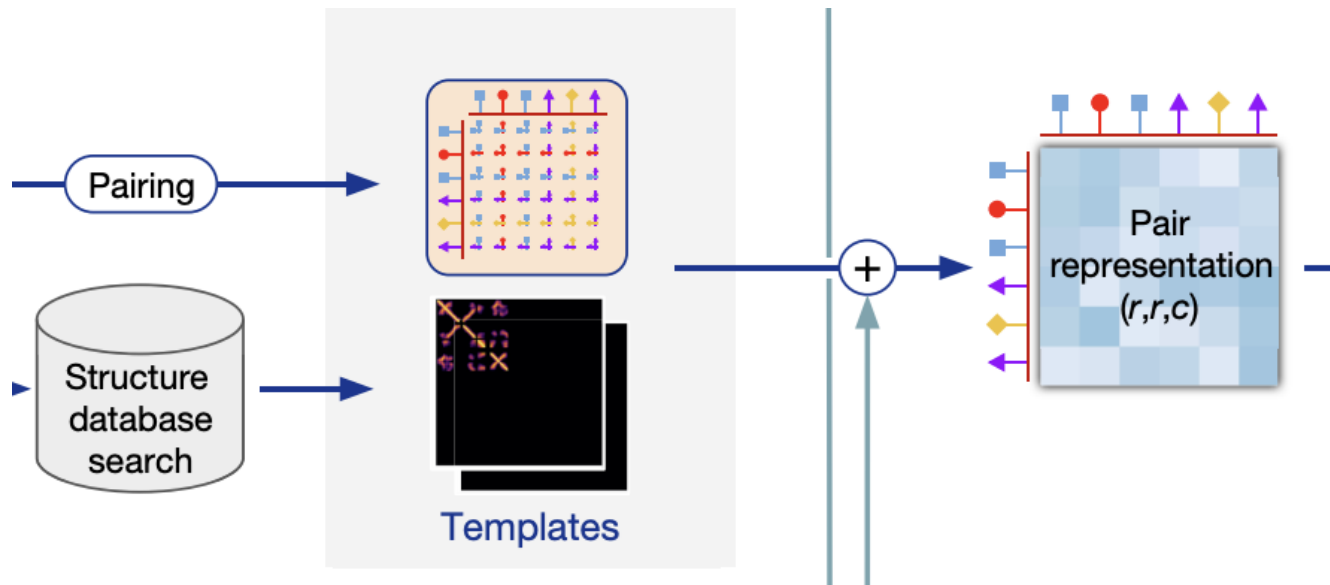 Pairing
Structure
database
search
Templates
+
Pair
representation
(r,r,c)